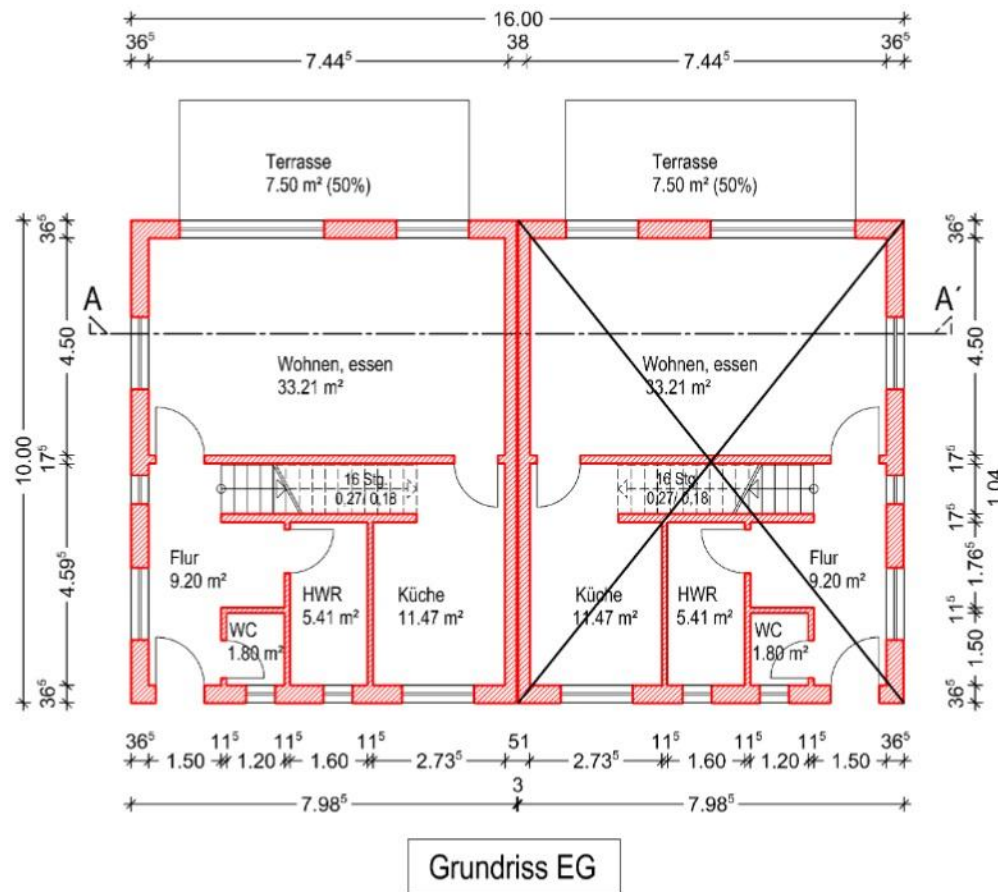 16.00
36⁵ 38 36⁵
7.44⁵ 7.44⁵
Terrasse
7.50 m² (50%)
Terrasse
7.50 m² (50%)
36⁵
4.50
17⁵
4.59⁵
36⁵
10.00
A
A´
Wohnen, essen
33.21 m²
Wohnen, essen
33.21 m²
16 Stg.
0.27/ 0.18
16 Stg.
0.27/ 0.18
Flur
9.20 m²
HWR
5.41 m²
Küche
11.47 m²
WC
1.80 m²
Küche
11.47 m²
HWR
5.41 m²
Flur
9.20 m²
WC
1.80 m²
36⁵
4.50
17⁵
1.04
17⁵
1.76⁵
11⁵
1.50
36⁵
36⁵ 11⁵ 11⁵ 11⁵ 51 11⁵ 11⁵ 11⁵ 36⁵
1.50 1.20 1.60 2.73⁵ 2.73⁵ 1.60 1.20 1.50
3
7.98⁵ 7.98⁵
Grundriss EG